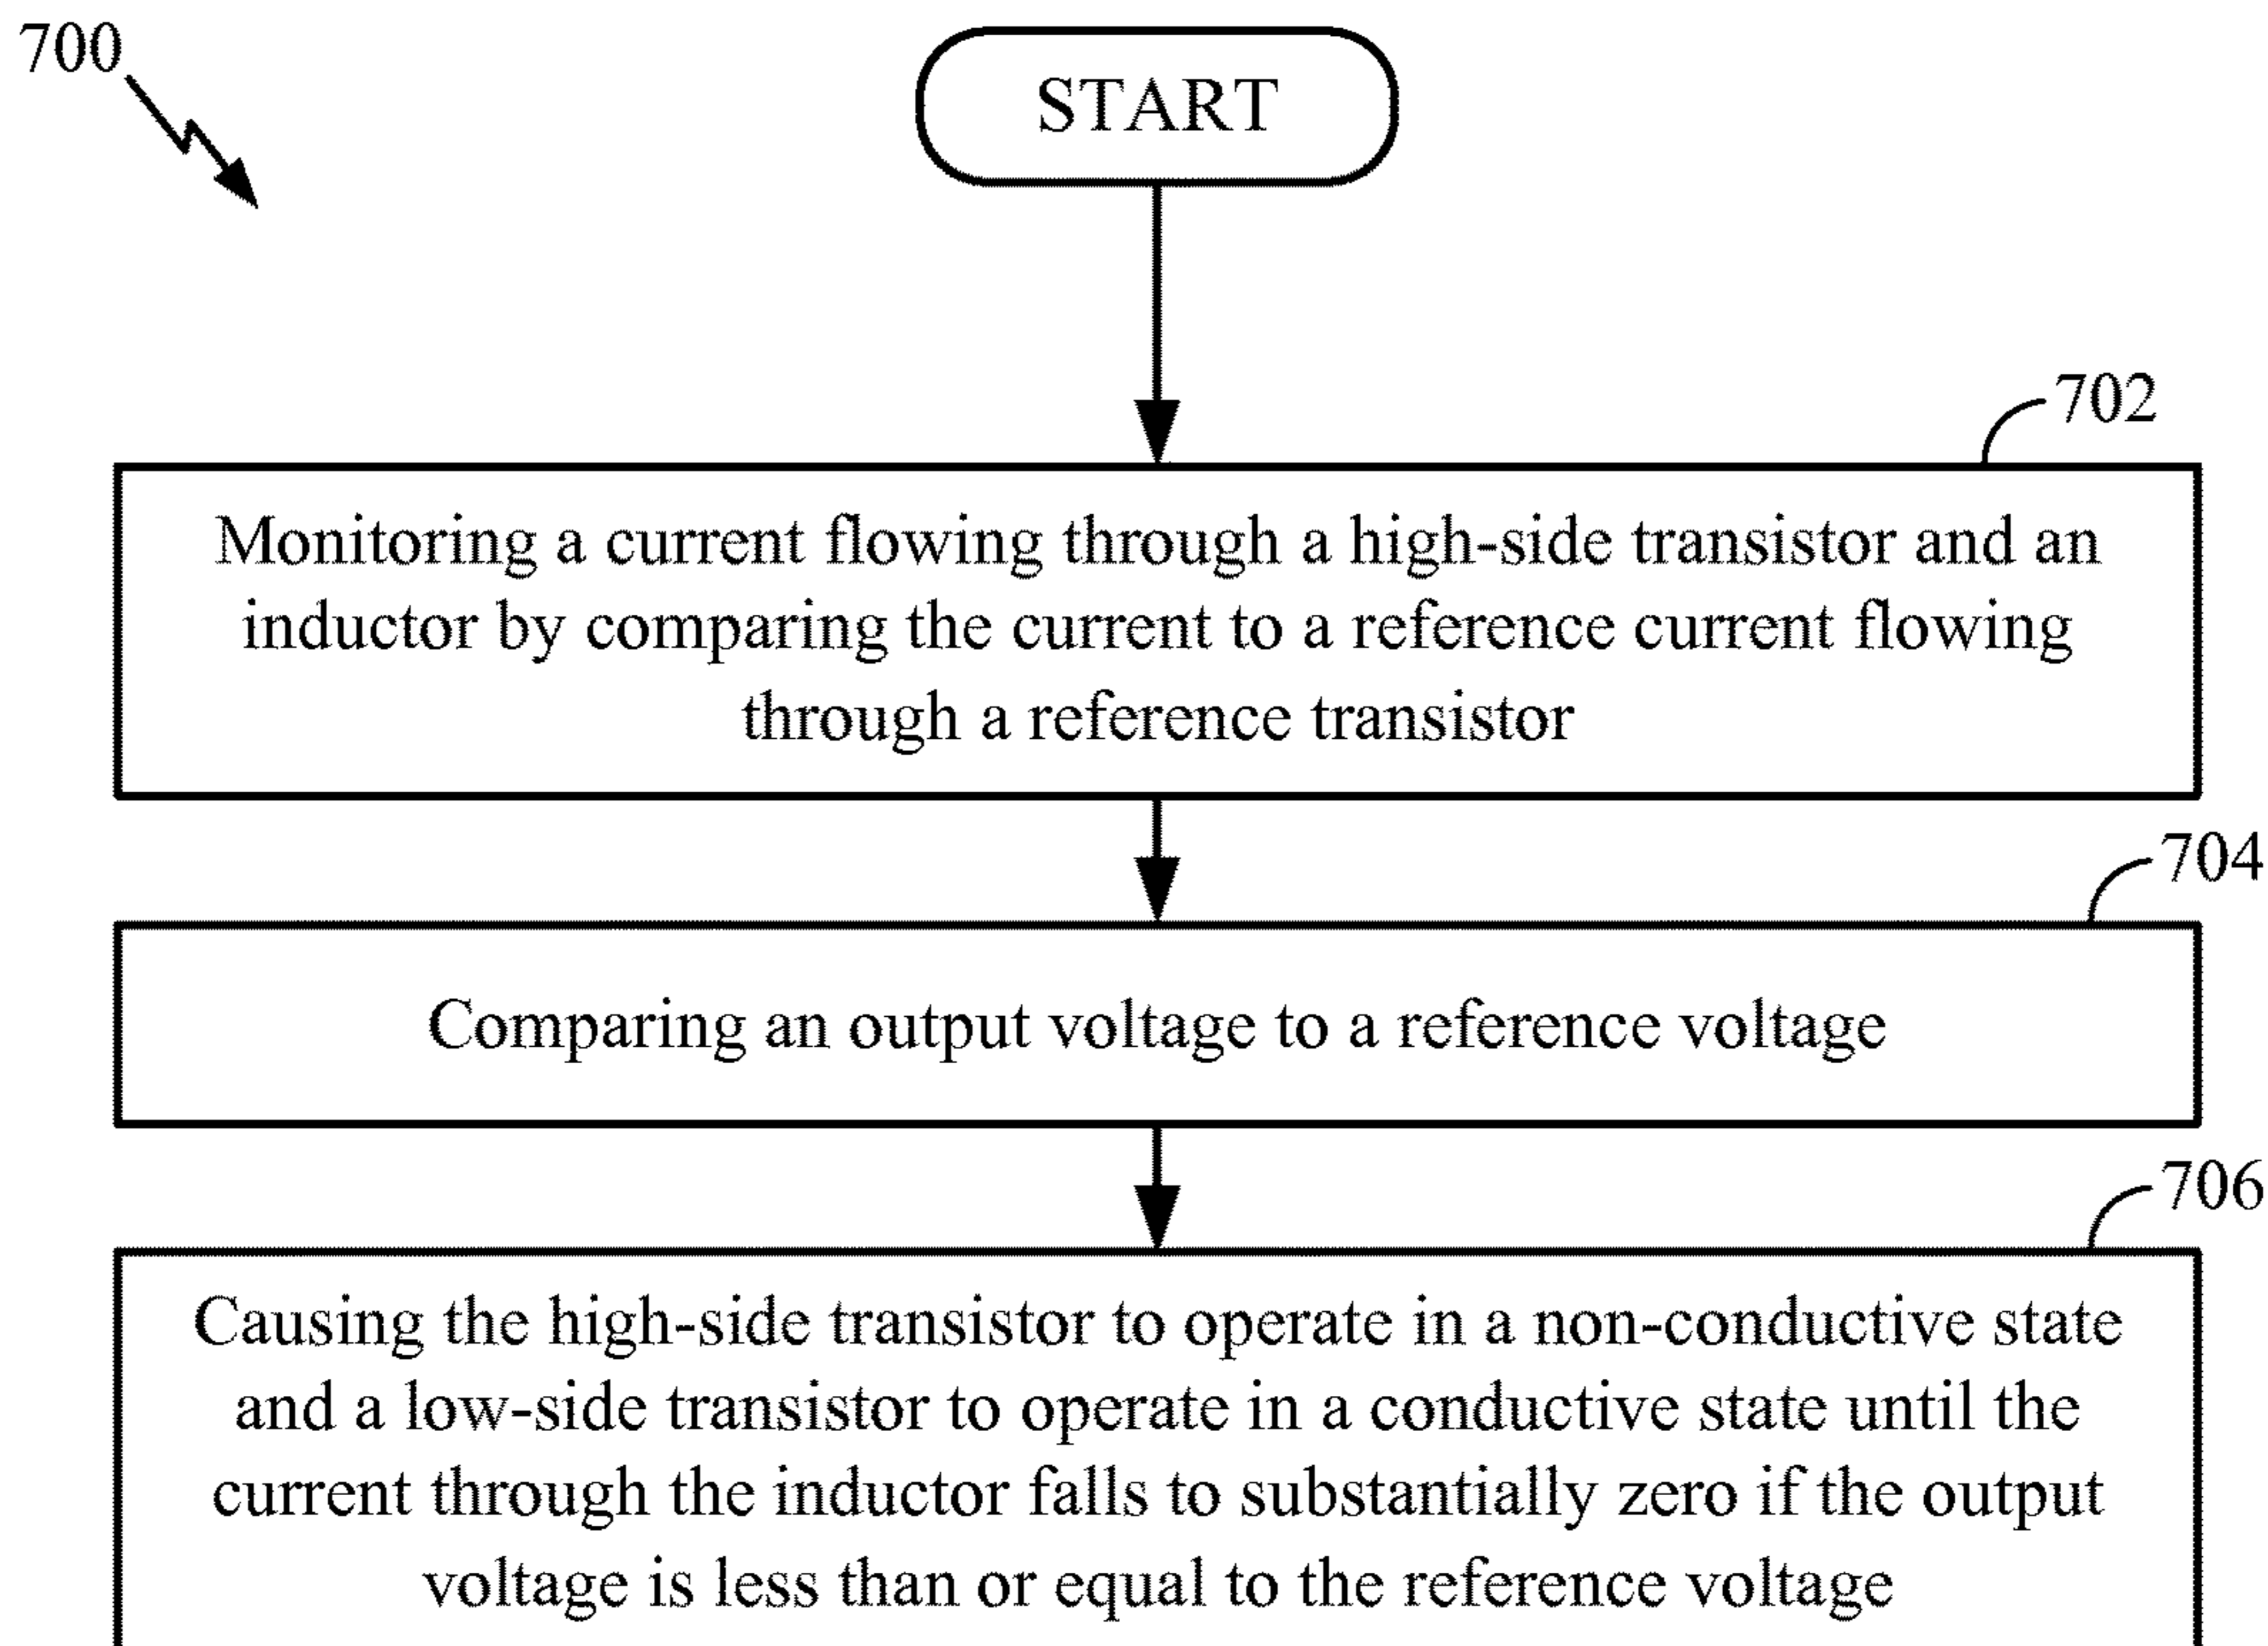 700
START
702
Monitoring a current flowing through a high-side transistor and an
inductor by comparing the current to a reference current flowing
through a reference transistor
704
Comparing an output voltage to a reference voltage
706
Causing the high-side transistor to operate in a non-conductive state
and a low-side transistor to operate in a conductive state until the
current through the inductor falls to substantially zero if the output
voltage is less than or equal to the reference voltage